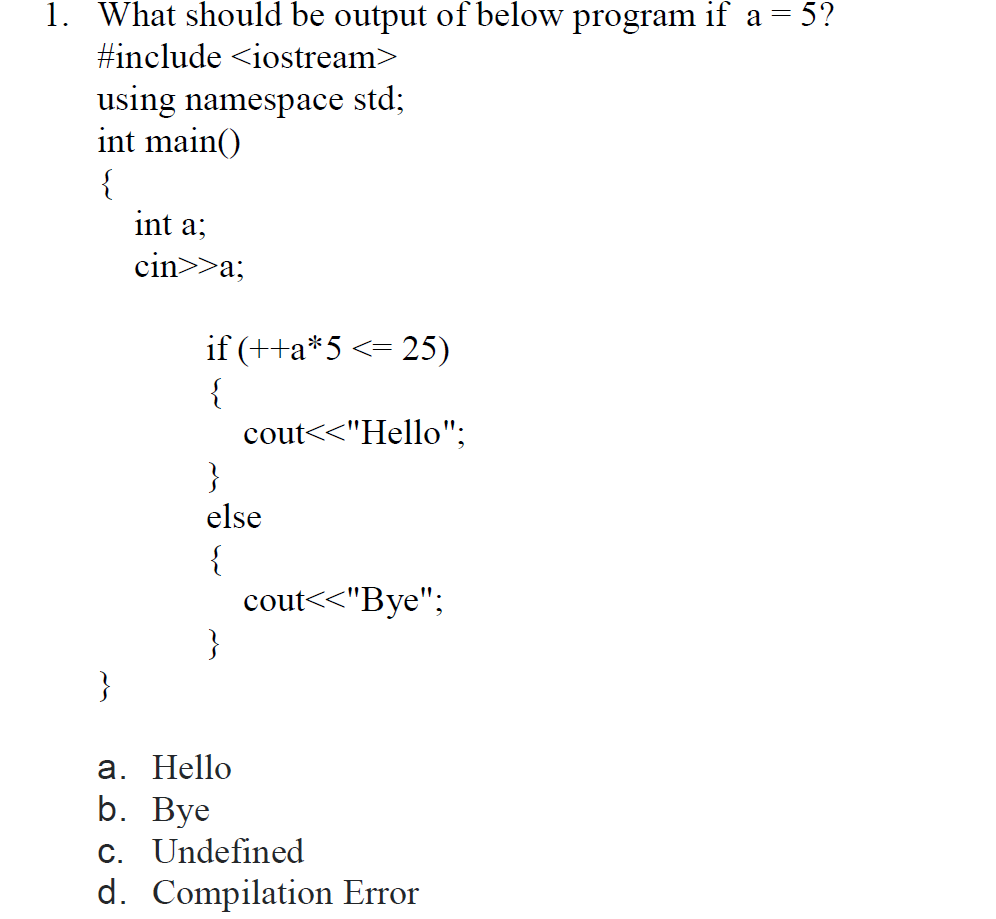 1. What should be output of below program if a = 5?
#include <iostream>
using namespace std;
int main()
{
int a;
cin>>a;
if (++a*5 <= 25)
{
cout<<"Hello";
}
else
{
cout<<"Bye";
}
}
a. Hello
b. Bye
c. Undefined
d. Compilation Error